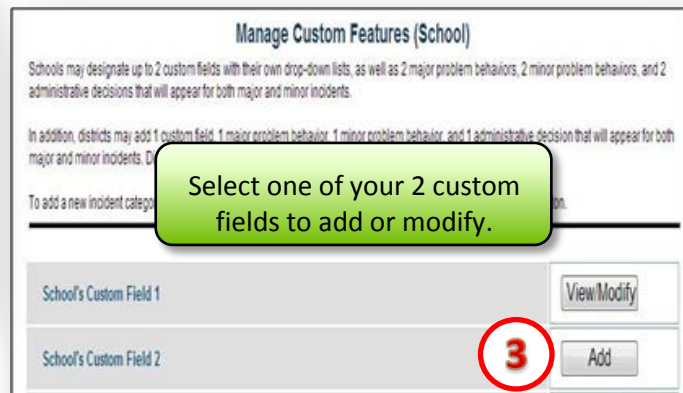 Manage Custom Features (School)
Schools may designate up to 2 custom fields with their own drop-down lists, as well as 2 major problem behaviors, 2 minor problem behaviors, and 2
administrative decisions that will appear for both major and minor incidents.
In addition, districts may add 1 custom field, 1 major problem behavior, 1 minor problem behavior, and 1 administrative decision that will appear for both
major and minor incidents.
To add a new incident
Select one of your 2 custom
fields to add or modify.
School's Custom Field 1
View/Modify
School's Custom Field 2
3
Add